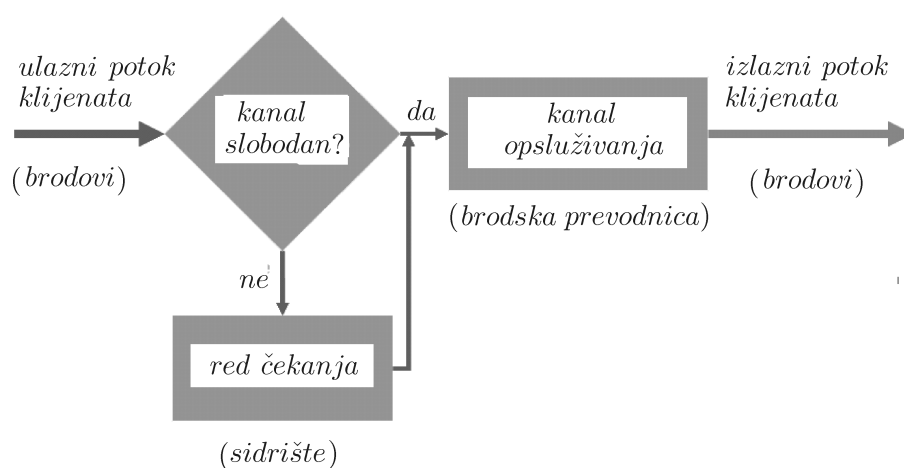 ulazni potok
klijenata
(brodovi)
kanal
slobodan?
da
kanal
opsluživanja
(brodska prevodnica)
izlazni potok
klijenata
(brodovi)
ne
red čekanja
(sidrište)